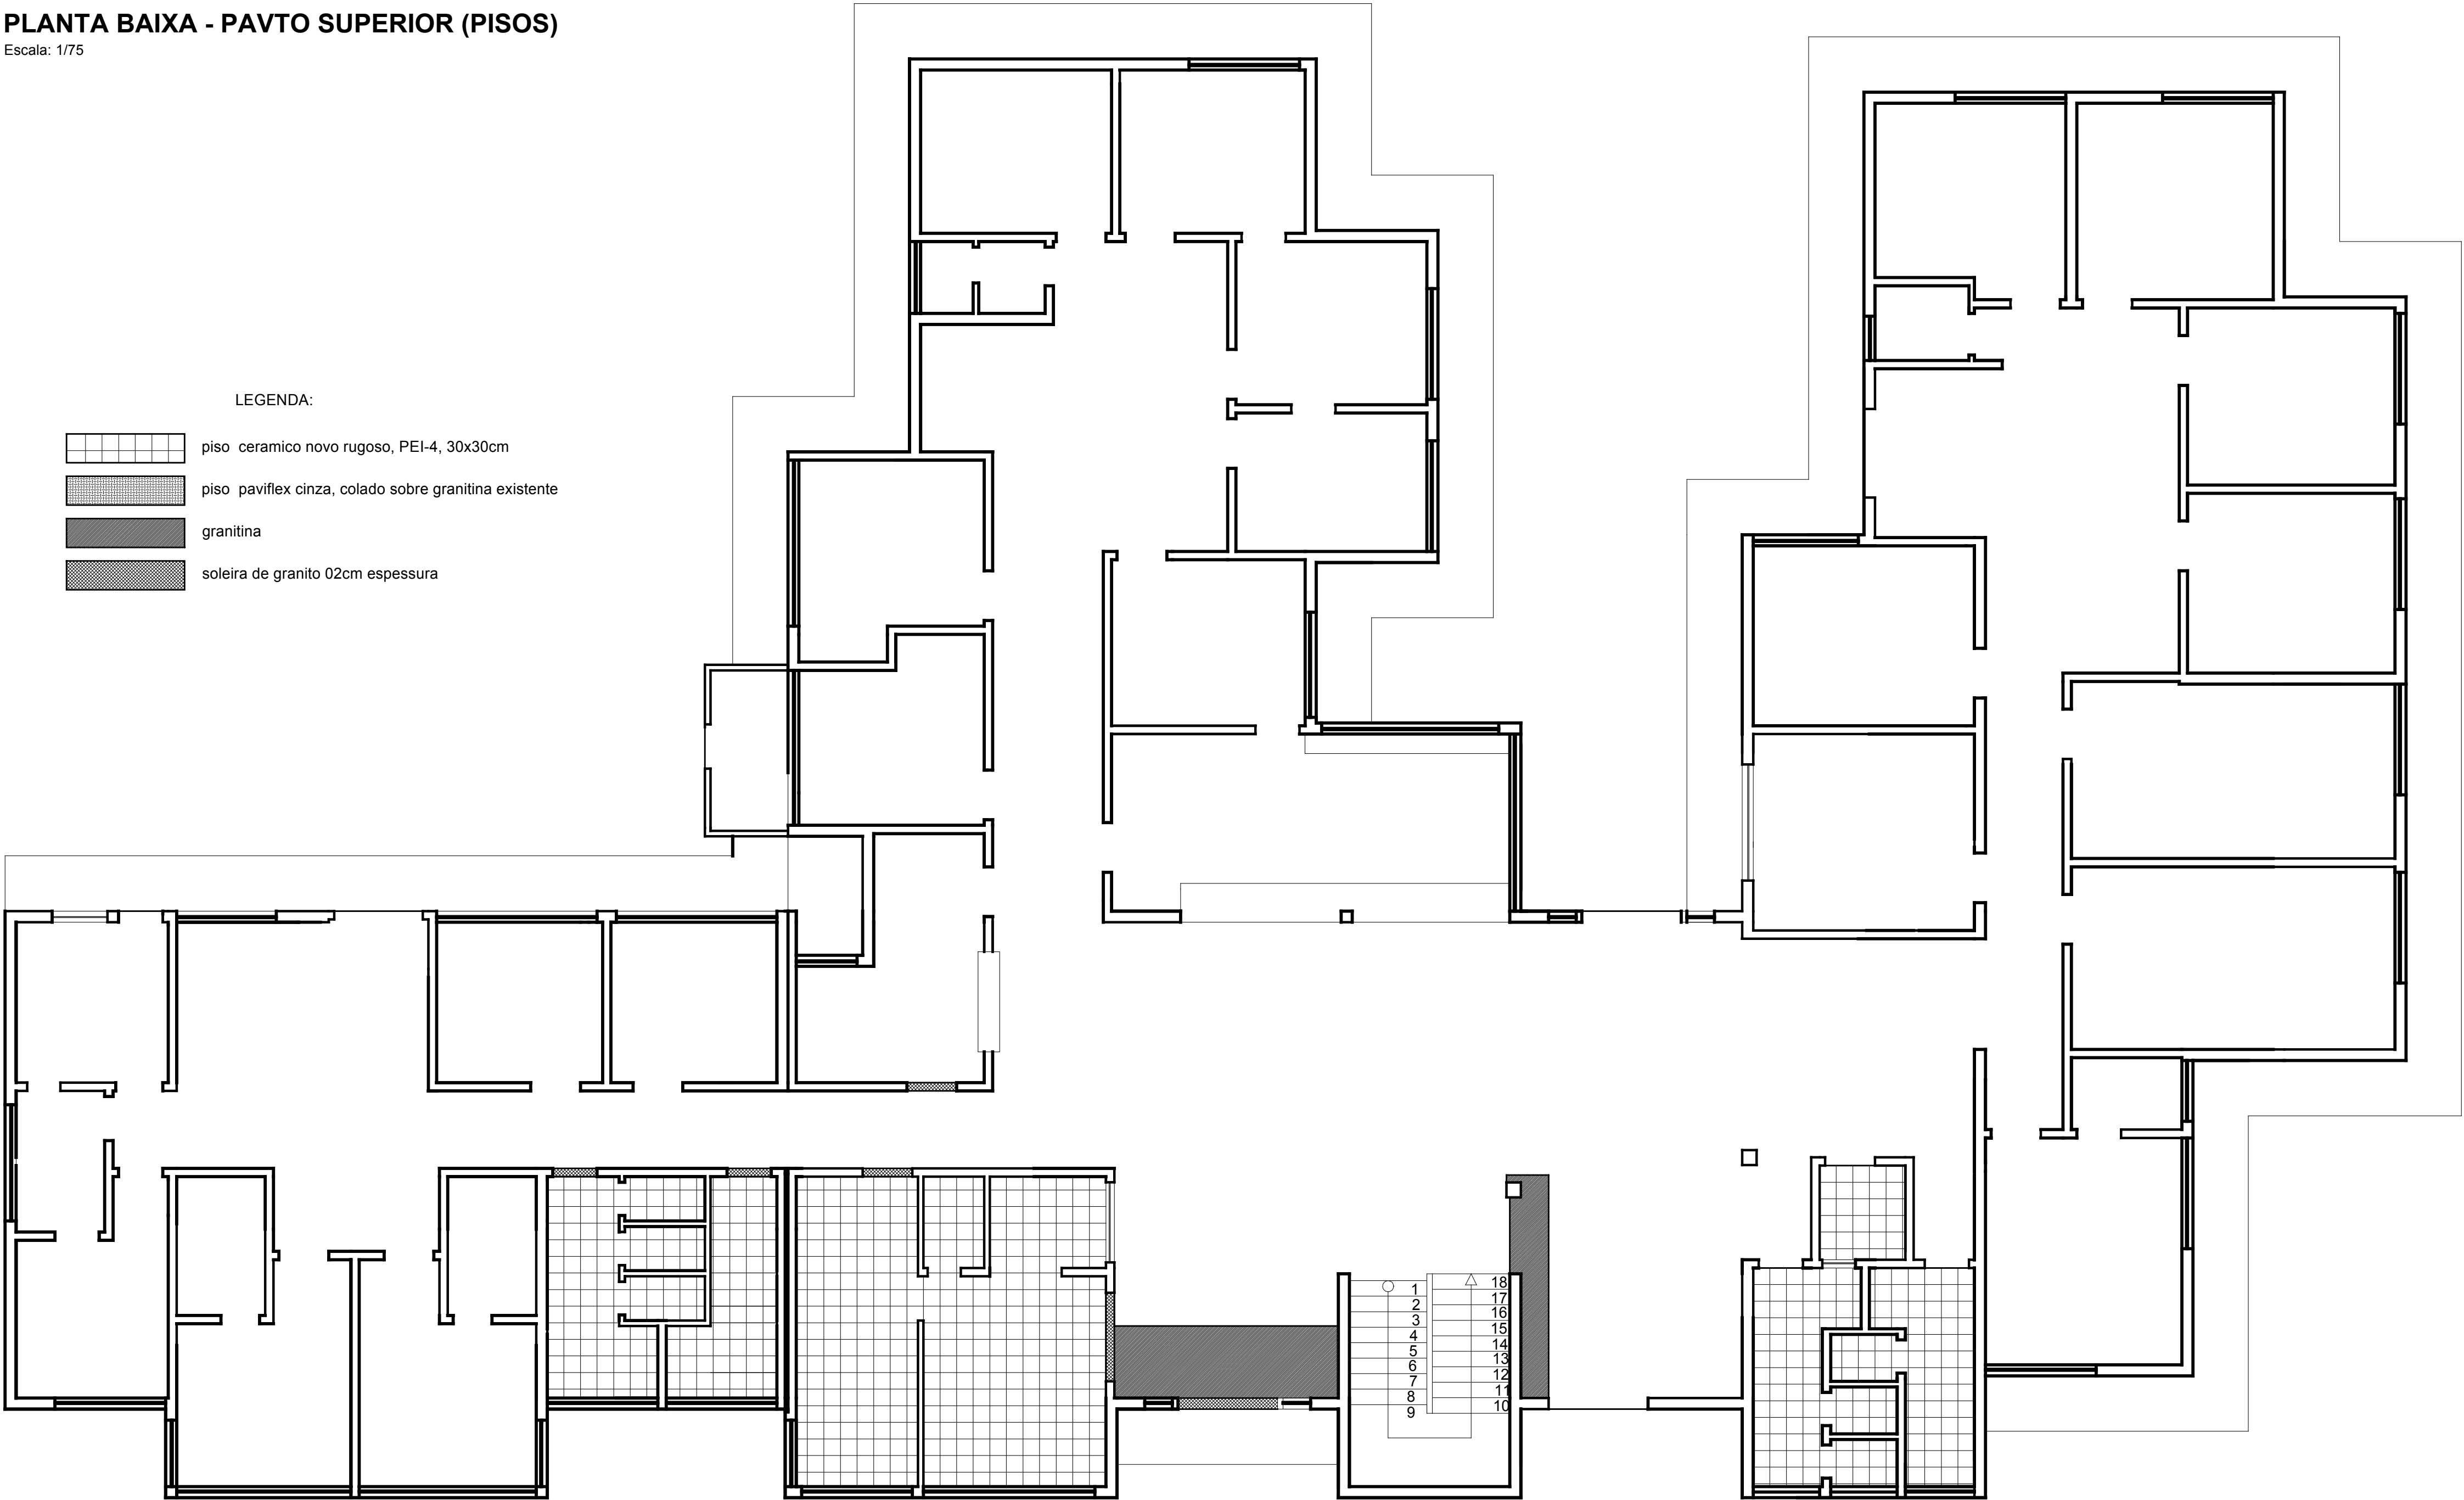 PLANTA BAIXA - PAVTO SUPERIOR (PISOS)
Escala: 1/75
LEGENDA:
piso ceramico novo rugoso, PEI-4, 30x30cm
piso paviflex cinza, colado sobre granitina existente
granitina
soleira de granito 02cm espessura
1 18
2 17
3 16
4 15
5 14
6 13
7 12
8 11
9 10